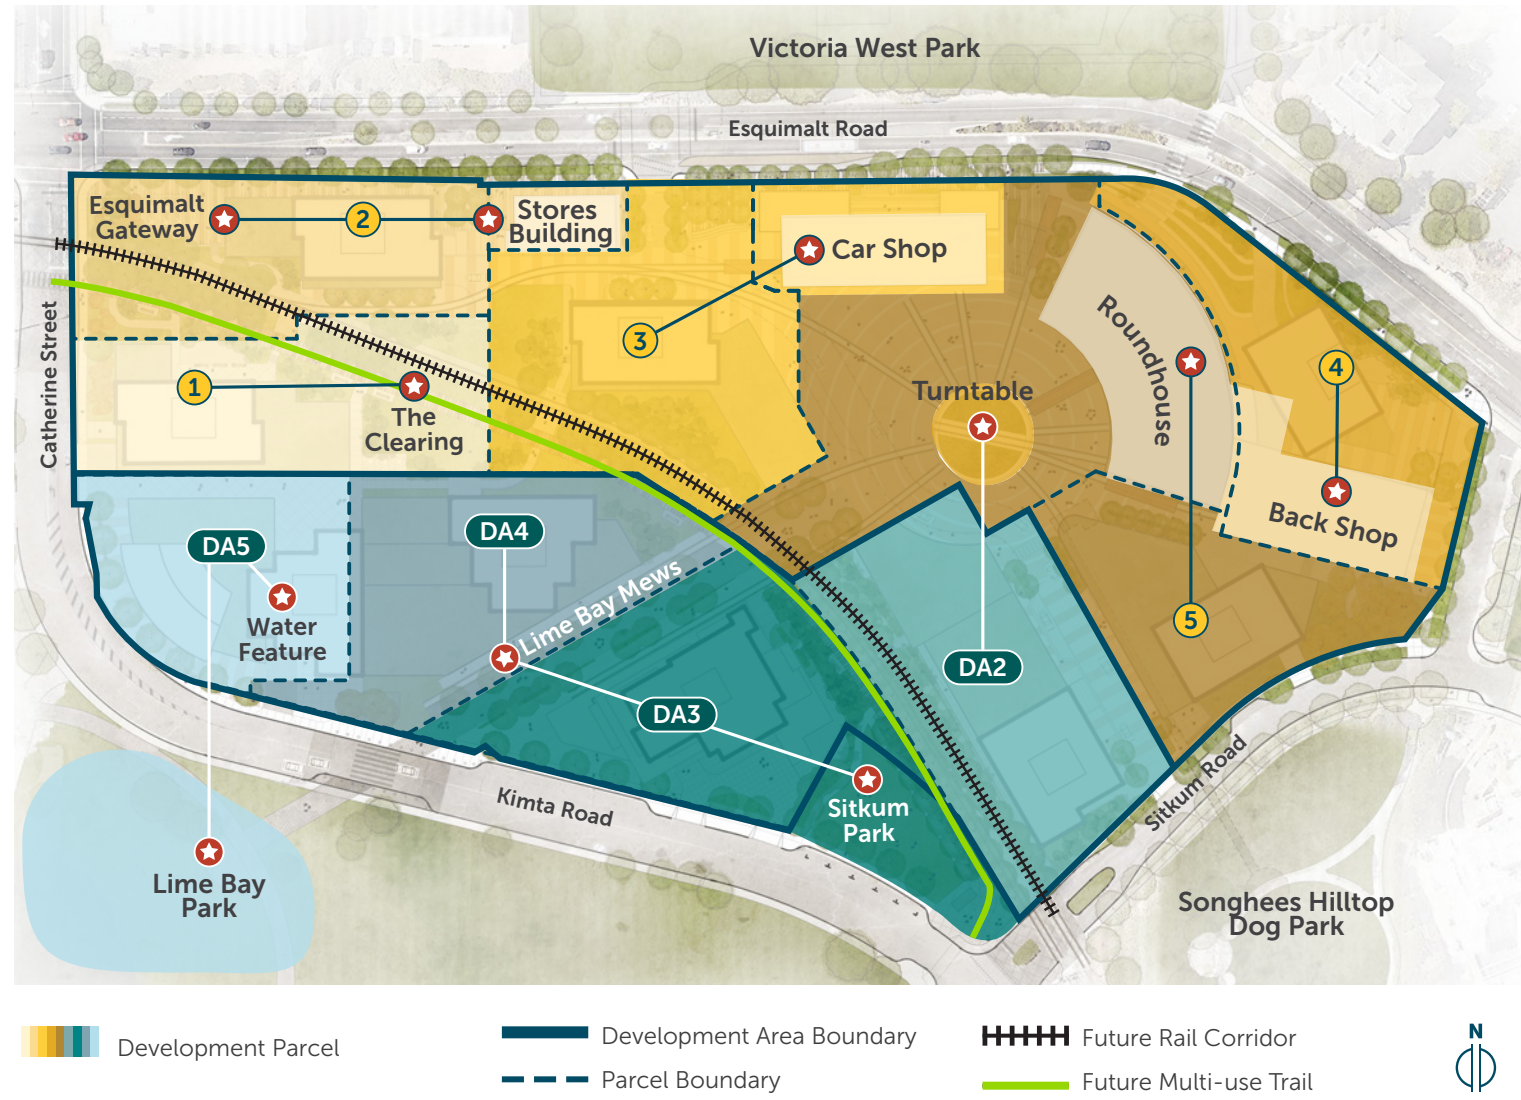 Victoria West Park
Esquimalt Road
Esquimalt
Gateway
2
Stores
Building
Car Shop
Catherine Street
3
Roundhouse
4
1
The
Clearing
Turntable
Back Shop
DA5
DA4
Lime Bay Mews
Water
Feature
5
DA2
DA3
Sitkum
Park
Kimta Road
Sitkum Road
Lime Bay
Park
Songhees Hilltop
Dog Park
Development Parcel
Development Area Boundary
Parcel Boundary
Future Rail Corridor
Future Multi-use Trail
N